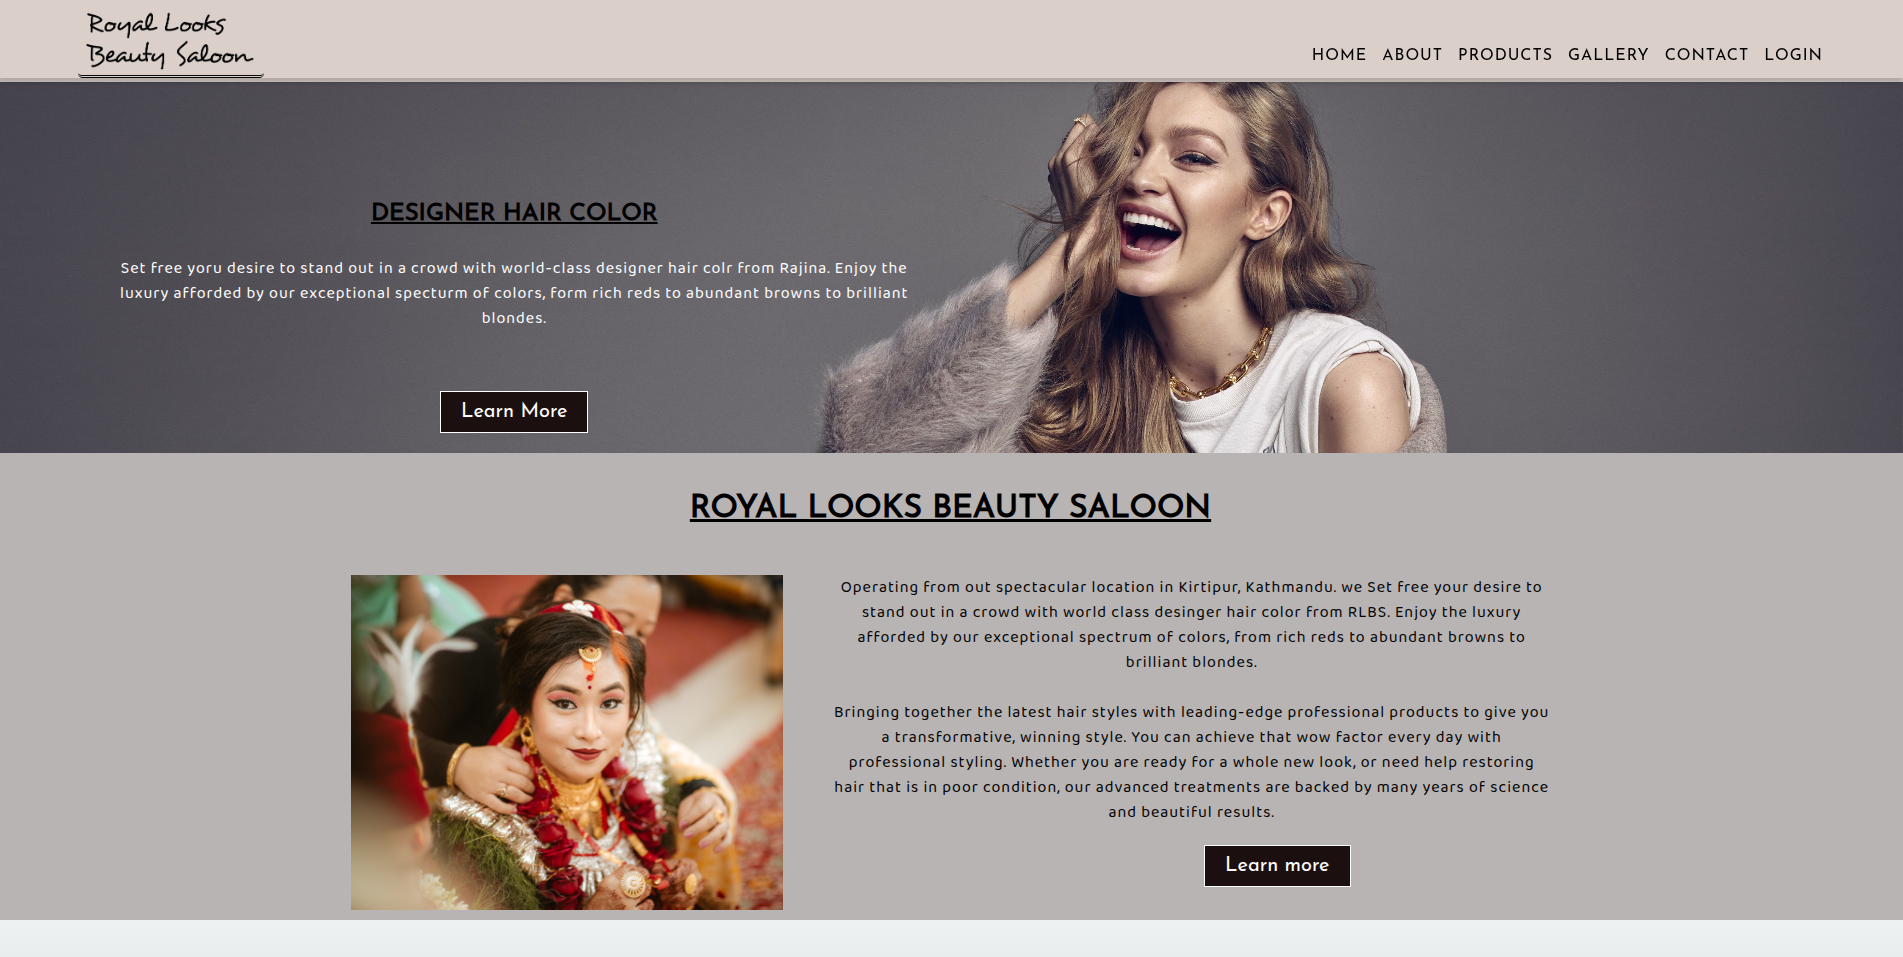 Royal Looks
Beauty Saloon
HOME ABOUT PRODUCTS GALLERY CONTACT LOGIN
DESIGNER HAIR COLOR
Set free yoru desire to stand out in a crowd with world-class designer hair colr from Rajina. Enjoy the
luxury afforded by our exceptional specturm of colors, form rich reds to abundant browns to brilliant
blondes.
Learn More
ROYAL LOOKS BEAUTY SALOON
Operating from out spectacular location in Kirtipur, Kathmandu. we Set free your desire to
stand out in a crowd with world class desinger hair color from RLBS. Enjoy the luxury
afforded by our exceptional spectrum of colors, from rich reds to abundant browns to
brilliant blondes.
Bringing together the latest hair styles with leading-edge professional products to give you
a transformative, winning style. You can achieve that wow factor every day with
professional styling. Whether you are ready for a whole new look, or need help restoring
hair that is in poor condition, our advanced treatments are backed by many years of science
and beautiful results.
Learn more